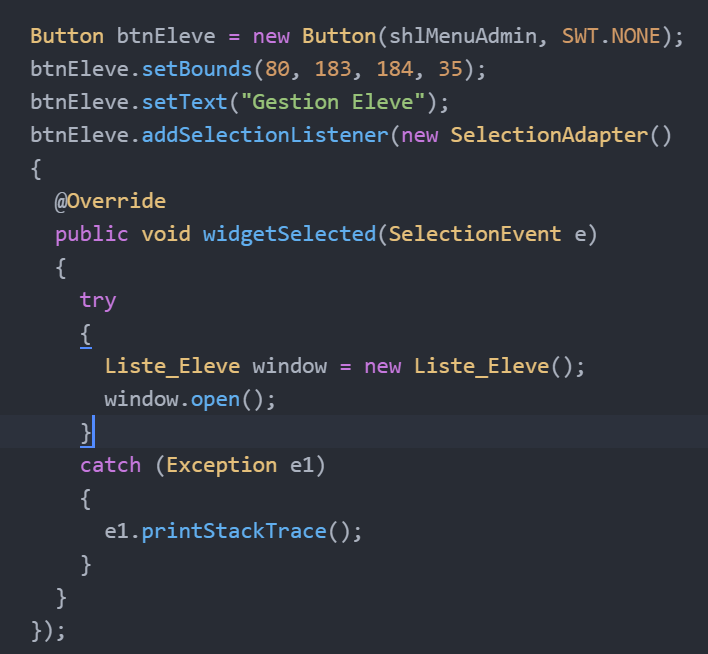 Button btnEleve = new Button(shlMenuAdmin, SWT.NONE);
btnEleve.setBounds(80, 183, 184, 35);
btnEleve.setText("Gestion Eleve");
btnEleve.addSelectionListener(new SelectionAdapter()
{
  @Override
  public void widgetSelected(SelectionEvent e)
  {
    try
    {
      Liste_Eleve window = new Liste_Eleve();
      window.open();
    }
    catch (Exception e1)
    {
      e1.printStackTrace();
    }
  }
});